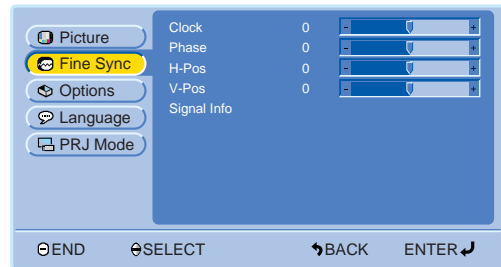 Picture
Fine Sync
Options
Language
PRJ Mode
Clock 0 - +
Phase 0 - +
H-Pos 0 - +
V-Pos 0 - +
Signal Info
END SELECT BACK ENTER